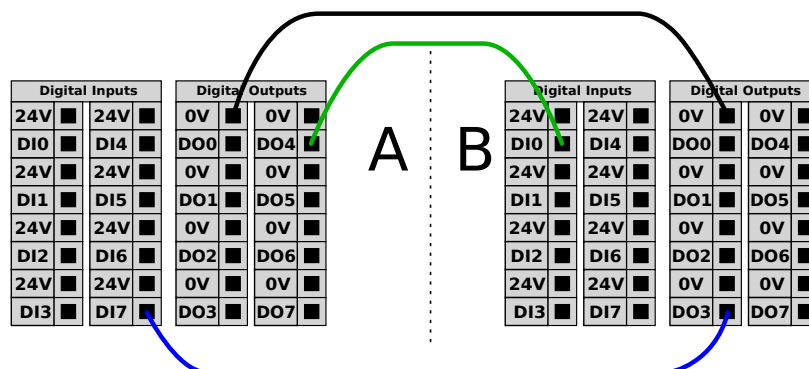 Digital Inputs Digital Outputs Digital Inputs Digital Outputs
24V 24V 0V 0V A B 24V 24V 0V 0V
DI0 DI4 DO0 DO4 DI0 DI4 DO0 DO4
24V 24V 0V 0V 24V 24V 0V 0V
DI1 DI5 DO1 DO5 DI1 DI5 DO1 DO5
24V 24V 0V 0V 24V 24V 0V 0V
DI2 DI6 DO2 DO6 DI2 DI6 DO2 DO6
24V 24V 0V 0V 24V 24V 0V 0V
DI3 DI7 DO3 DO7 DI3 DI7 DO3 DO7